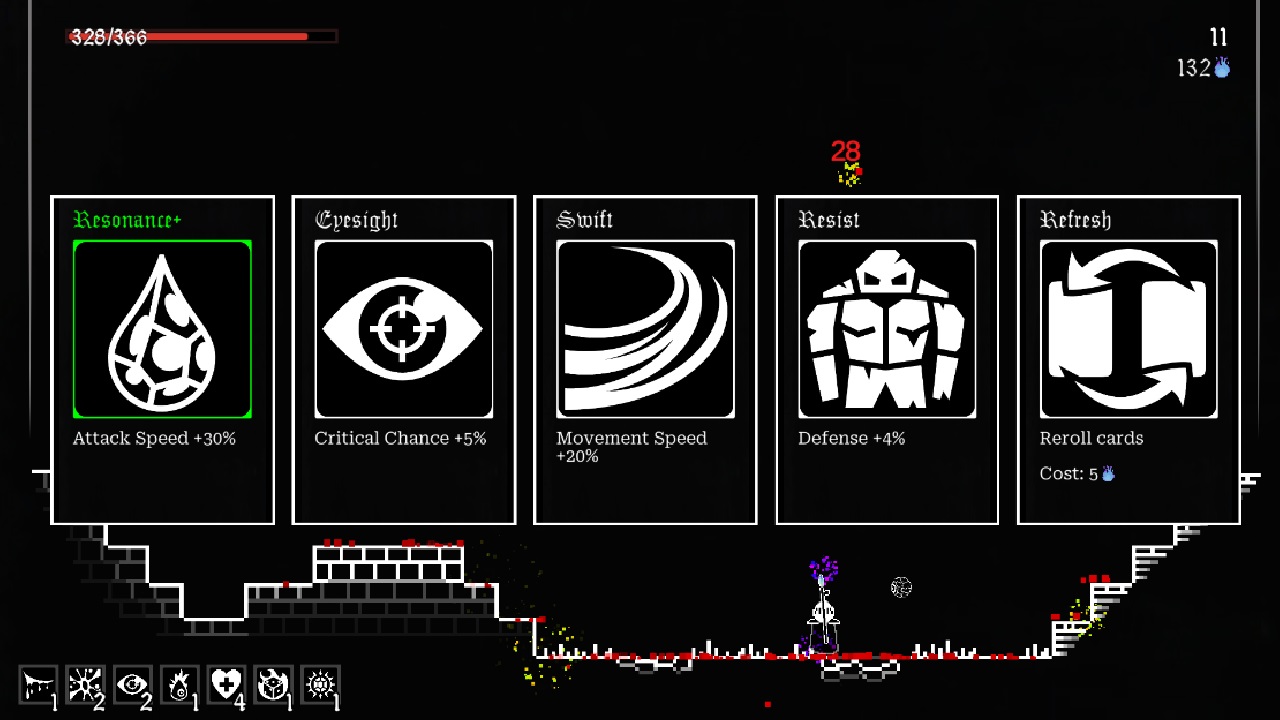 328/366
11
132
28
Resonance+
Attack Speed +30%
Eyesight
Critical Chance +5%
Swift
Movement Speed
+20%
Resist
Defense +4%
Refresh
Reroll cards
Cost: 5
1
2
2
1
4
1
1